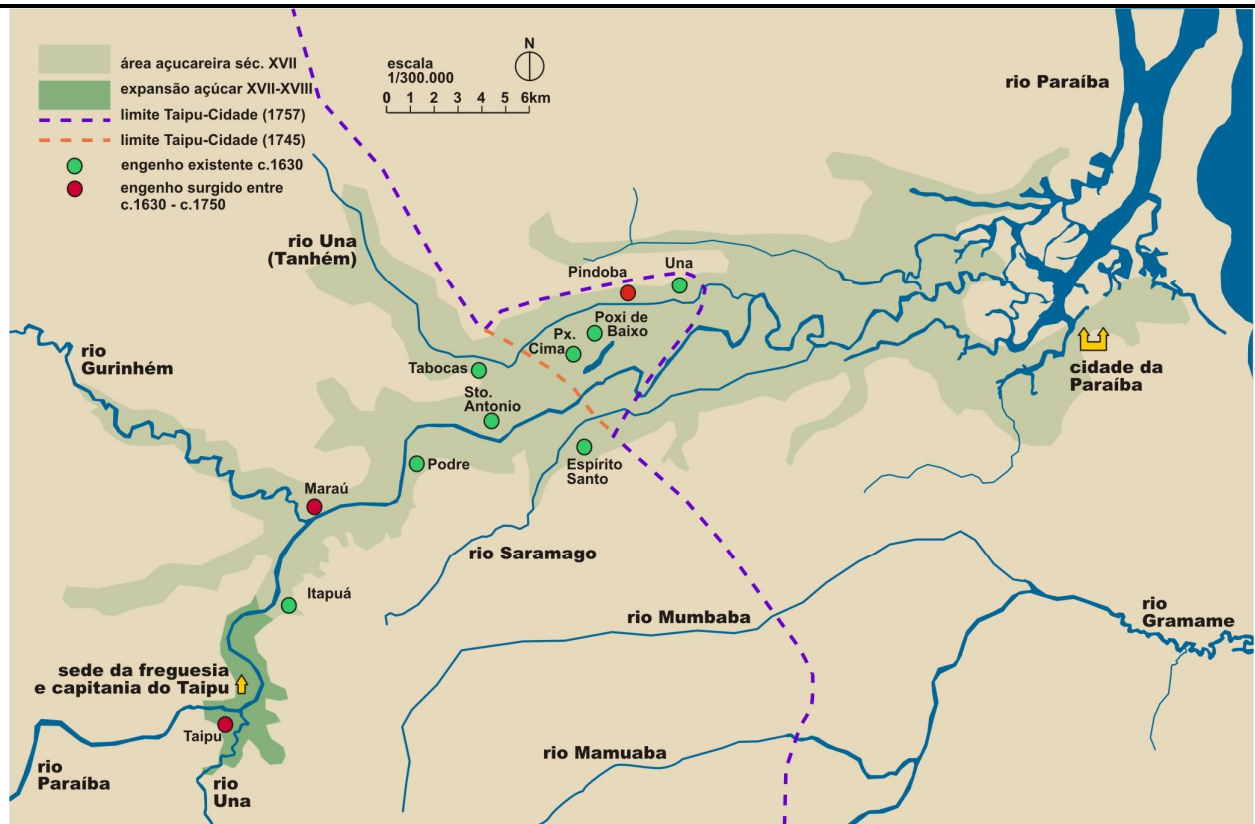 área açucareira séc. XVII
expansão açúcar XVII-XVIII
limite Taipu-Cidade (1757)
limite Taipu-Cidade (1745)
engenho existente c.1630
engenho surgido entre
c.1630 - c.1750
escala
1/300.000
0 1 2 3 4 5 6km
N
rio Paraíba
rio Una
(Tanhém)
Pindoba
Una
Poxi de
Baixo
Px.
Cima
rio
Gurinhém
Tabocas
Sto.
Antonio
cidade da
Paraíba
Podre
Espírito
Santo
Maraú
rio Saramago
Itapuá
rio Mumbaba
rio
Gramame
sede da freguesia
e capitania do Taipu
Taipu
rio Mamuaba
rio
Paraíba
rio
Una